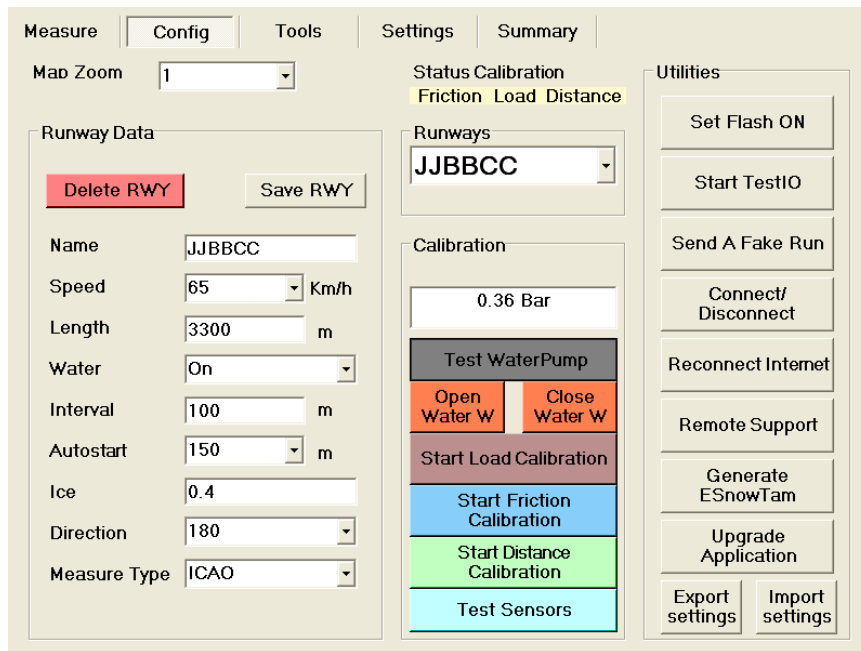 Measure Config Tools Settings Summary
Map Zoom 1
Status Calibration
Friction Load Distance
Runway Data
Delete RWY Save RWY
Name JJBBCC
Speed 65 Km/h
Length 3300 m
Water On
Interval 100 m
Autostart 150 m
Ice 0.4
Direction 180
Measure Type ICAO
Runways
JJBBCC
Calibration
0.36 Bar
Test WaterPump
Open Water W
Close Water W
Start Load Calibration
Start Friction
Calibration
Start Distance
Calibration
Test Sensors
Utilities
Set Flash ON
Start TestIO
Send A Fake Run
Connect/
Disconnect
Reconnect Internet
Remote Support
Generate
ESnowTam
Upgrade
Application
Export settings
Import settings